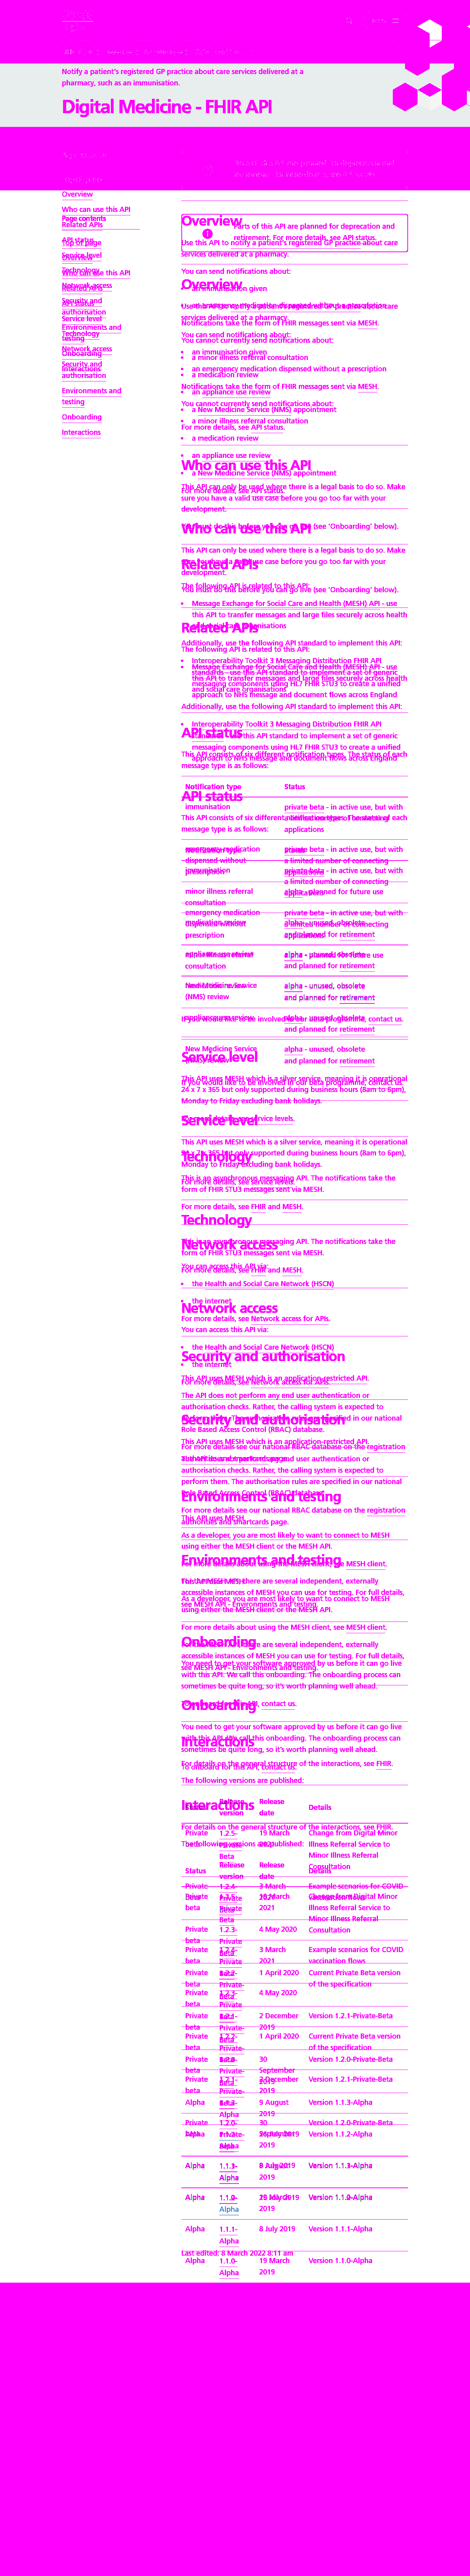 Notify a patient's registered GP practice about care services delivered at a
pharmacy, such as an immunisation.
Digital Medicine - FHIR API
Page contents
Top of page
Overview
Who can use this API
Related APIs
API status
Service level
Technology
Network access
Security and
authorisation
Environments and
testing
Onboarding
Interactions
Parts of this API are planned for deprecation and
retirement. For more details, see API status.
Overview
Use this API to notify a patient's registered GP practice about care
services delivered at a pharmacy.
You can send notifications about:
an immunisation given
an emergency medication dispensed without a prescription
Notifications take the form of FHIR messages sent via MESH.
You cannot currently send notifications about:
a minor illness referral consultation
a medication review
an appliance use review
a New Medicine Service (NMS) appointment
For more details, see API status.
Who can use this API
This API can only be used where there is a legal basis to do so. Make
sure you have a valid use case before you go too far with your
development.
You must do this before you can go live (see 'Onboarding' below).
Related APIs
The following API is related to this API:
Message Exchange for Social Care and Health (MESH) API - use
this API to transfer messages and large files securely across health
and social care organisations
Additionally, use the following API standard to implement this API:
Interoperability Toolkit 3 Messaging Distribution FHIR API
standards - use this API standard to implement a set of generic
messaging components using HL7 FHIR STU3 to create a unified
approach to NHS message and document flows across England
API status
This API consists of six different notification types. The status of each
message type is as follows:
Notification type Status
immunisation private beta - in active use, but with
a limited number of connecting
applications
emergency medication private beta - in active use, but with
dispensed without a limited number of connecting
prescription applications
minor illness referral alpha - planned for future use
consultation
medication review alpha - unused, obsolete
and planned for retirement
appliance use review alpha - unused, obsolete
and planned for retirement
New Medicine Service alpha - unused, obsolete
(NMS) review and planned for retirement
If you would like to be involved in our beta programme, contact us.
Service level
This API uses MESH which is a silver service, meaning it is operational
24 x 7 x 365 but only supported during business hours (8am to 6pm),
Monday to Friday excluding bank holidays.
For more details, see service levels.
Technology
This is an asynchronous messaging API. The notifications take the
form of FHIR STU3 messages sent via MESH.
For more details, see FHIR and MESH.
Network access
You can access this API via:
the Health and Social Care Network (HSCN)
the internet
For more details, see Network access for APIs.
Security and authorisation
This API uses MESH which is an application-restricted API.
The API does not perform any end user authentication or
authorisation checks. Rather, the calling system is expected to
perform them. The authorisation rules are specified in our national
Role Based Access Control (RBAC) database.
For more details see our national RBAC database on the registration
authorities and smartcards page.
Environments and testing
This API uses MESH.
As a developer, you are most likely to want to connect to MESH
using either the MESH client or the MESH API.
For more details about using the MESH client, see MESH client.
For the MESH API, there are several independent, externally
accessible instances of MESH you can use for testing. For full details,
see MESH API - Environments and testing.
Onboarding
You need to get your software approved by us before it can go live
with this API. We call this onboarding. The onboarding process can
sometimes be quite long, so it's worth planning well ahead.
To onboard for this API, contact us.
Interactions
For details on the general structure of the interactions, see FHIR.
The following versions are published:
Status Release version Release date Details
Private beta 1.2.5-Private Beta 19 March 2021 Change from Digital Minor
Illness Referral Service to
Minor Illness Referral
Consultation
Private beta 1.2.4-Private Beta 3 March 2021 Example scenarios for COVID
vaccination flows
Private beta 1.2.3-Private Beta 4 May 2020
Private beta 1.2.2-Private-Beta 1 April 2020 Current Private Beta version
of the specification
Private beta 1.2.1-Private-Beta 2 December 2019 Version 1.2.1-Private-Beta
Private beta 1.2.0-Private-Beta 30 September 2019 Version 1.2.0-Private-Beta
Alpha 1.1.3-Alpha 9 August 2019 Version 1.1.3-Alpha
Alpha 1.1.2-Alpha 25 July 2019 Version 1.1.2-Alpha
Alpha 1.1.1-Alpha 8 July 2019 Version 1.1.1-Alpha
Alpha 1.1.0-Alpha 19 March 2019 Version 1.1.0-Alpha
Last edited: 8 March 2022 8:11 am